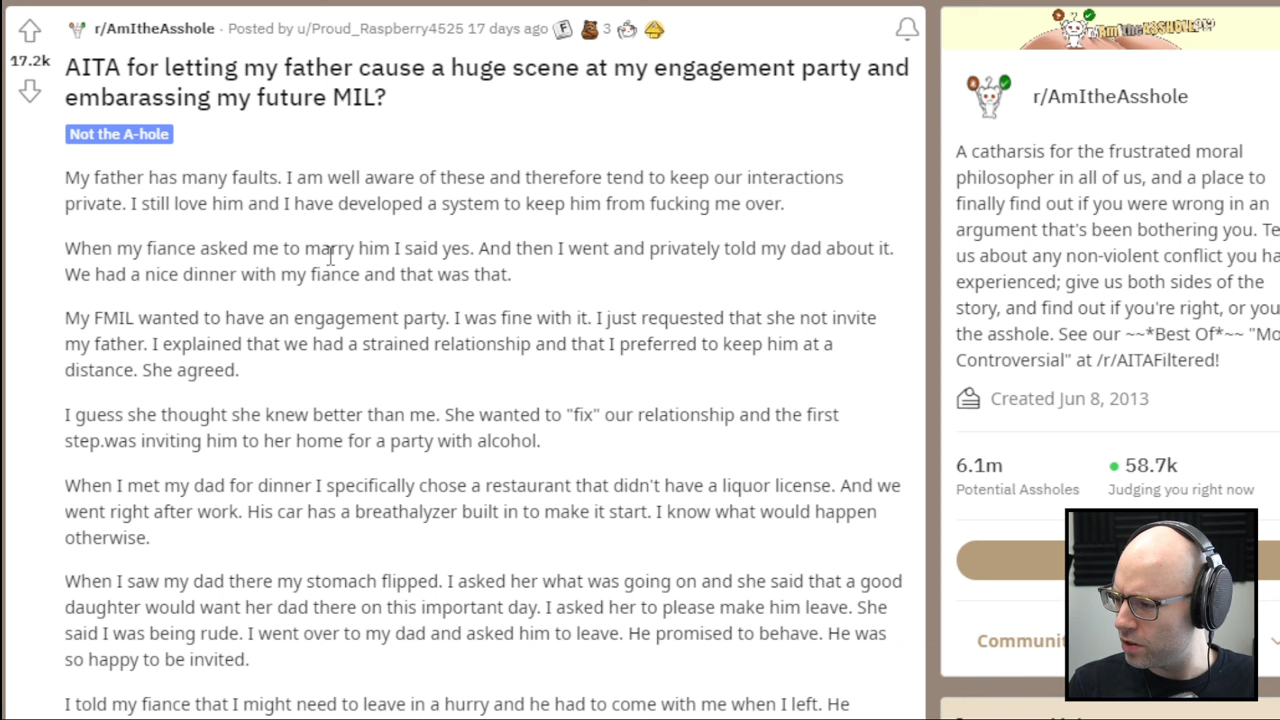 r/AmItheAsshole · Posted by u/Proud_Raspberry4525 17 days ago F 3
17.2k
AITA for letting my father cause a huge scene at my engagement party and
embarassing my future MIL?
Not the A-hole
My father has many faults. I am well aware of these and therefore tend to keep our interactions
private. I still love him and I have developed a system to keep him from fucking me over.
When my fiance asked me to marry him I said yes. And then I went and privately told my dad about it.
We had a nice dinner with my fiance and that was that.
My FMIL wanted to have an engagement party. I was fine with it. I just requested that she not invite
my father. I explained that we had a strained relationship and that I preferred to keep him at a
distance. She agreed.
I guess she thought she knew better than me. She wanted to "fix" our relationship and the first
step.was inviting him to her home for a party with alcohol.
When I met my dad for dinner I specifically chose a restaurant that didn't have a liquor license. And we
went right after work. His car has a breathalyzer built in to make it start. I know what would happen
otherwise.
When I saw my dad there my stomach flipped. I asked her what was going on and she said that a good
daughter would want her dad there on this important day. I asked her to please make him leave. She
said I was being rude. I went over to my dad and asked him to leave. He promised to behave. He was
so happy to be invited.
I told my fiance that I might need to leave in a hurry and he had to come with me when I left. He
r/AmItheAsshole
A catharsis for the frustrated moral
philosopher in all of us, and a place to
finally find out if you were wrong in an
argument that's been bothering you. Te
us about any non-violent conflict you ha
experienced; give us both sides of the
story, and find out if you're right, or you
the asshole. See our ~~*Best Of*~~ "Mo
Controversial" at /r/AITAFiltered!
Created Jun 8, 2013
6.1m
Potential Assholes
58.7k
Judging you right now
Communi